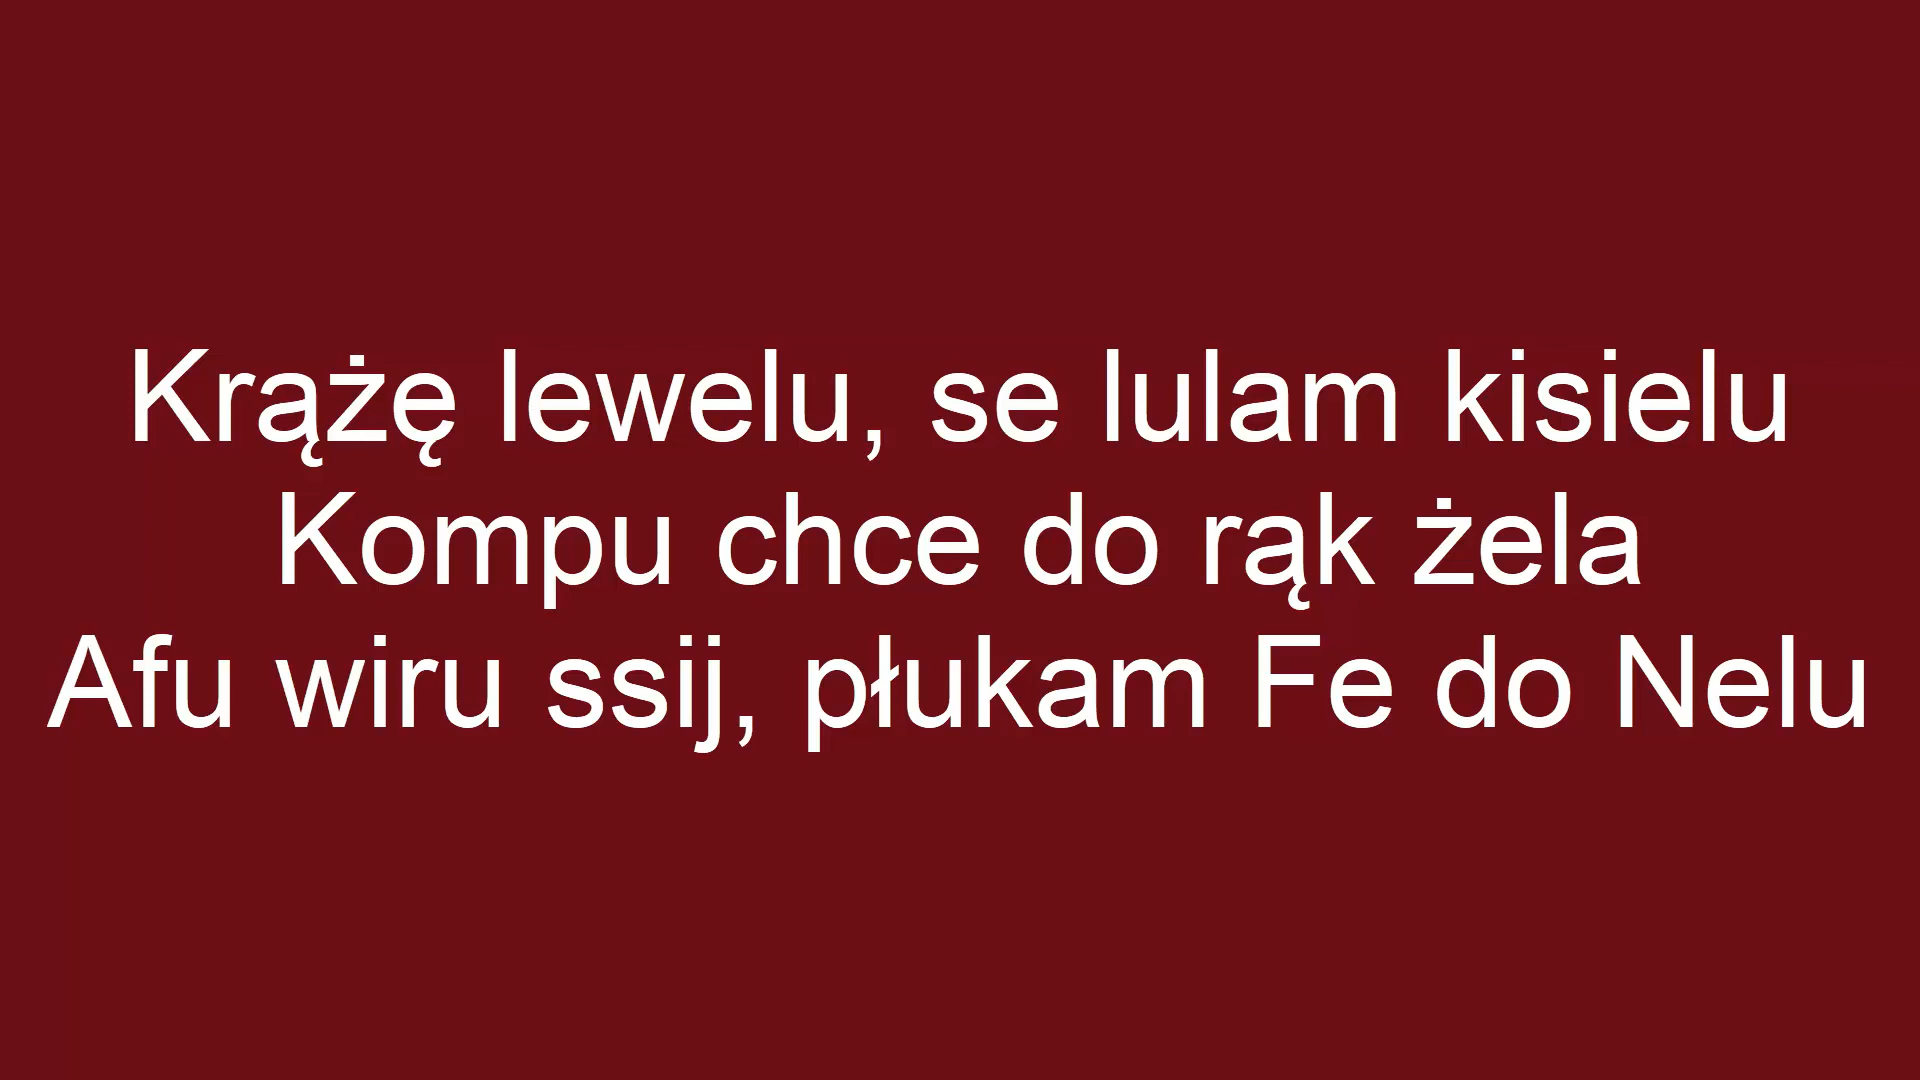 Krążę lewelu, se lulam kisielu
Kompu chce do rąk żela
Afu wiru ssij, płukam Fe do Nelu